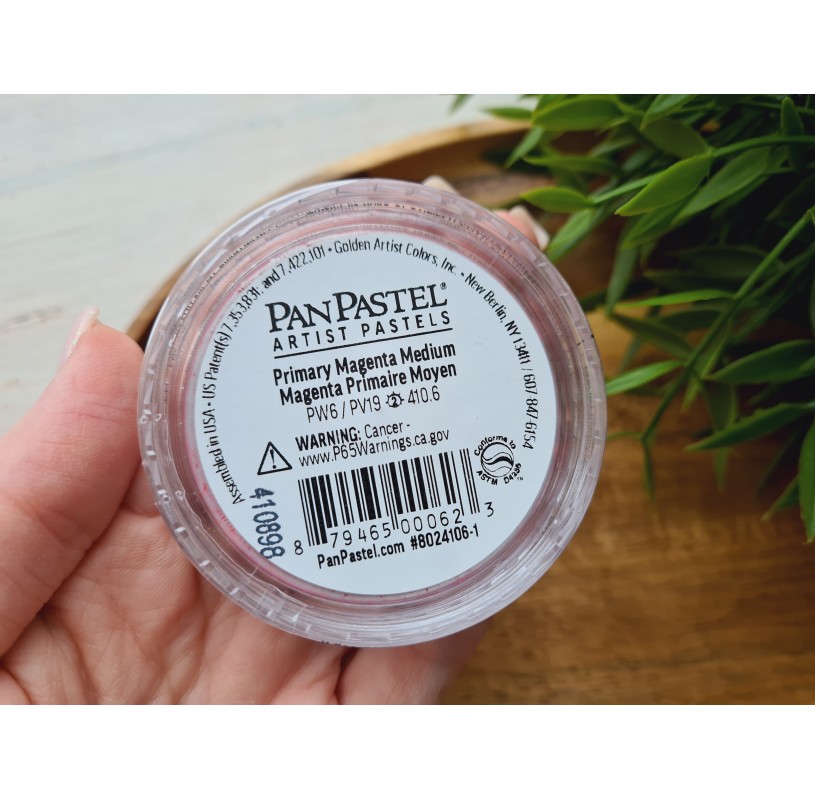 Assembled in USA • US Patent(s) 7,353,831, and 7,422,101 • Golden Artist Colors, Inc. • New Berlin, NY 13411 / 607 847-6154
PANPASTEL®
ARTIST PASTELS
Primary Magenta Medium
Magenta Primaire Moyen
PW6 / PV19 410.6
WARNING: Cancer -
www.P65Warnings.ca.gov
Conforms to
ASTM D4236™
410898
8 79465 00062 3
PanPastel.com #8024106-1